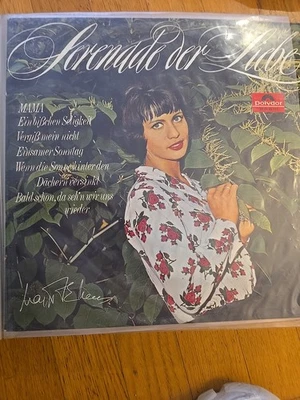 Serenade der Liebe
Polydor
MAMA
Ein bißchen Seligkeit
Vergiß mein nicht
Einsamer Sonntag
Wenn die Sonne hinter den
Dächern versinkt
Bald schon, da seh'n wir uns
wieder